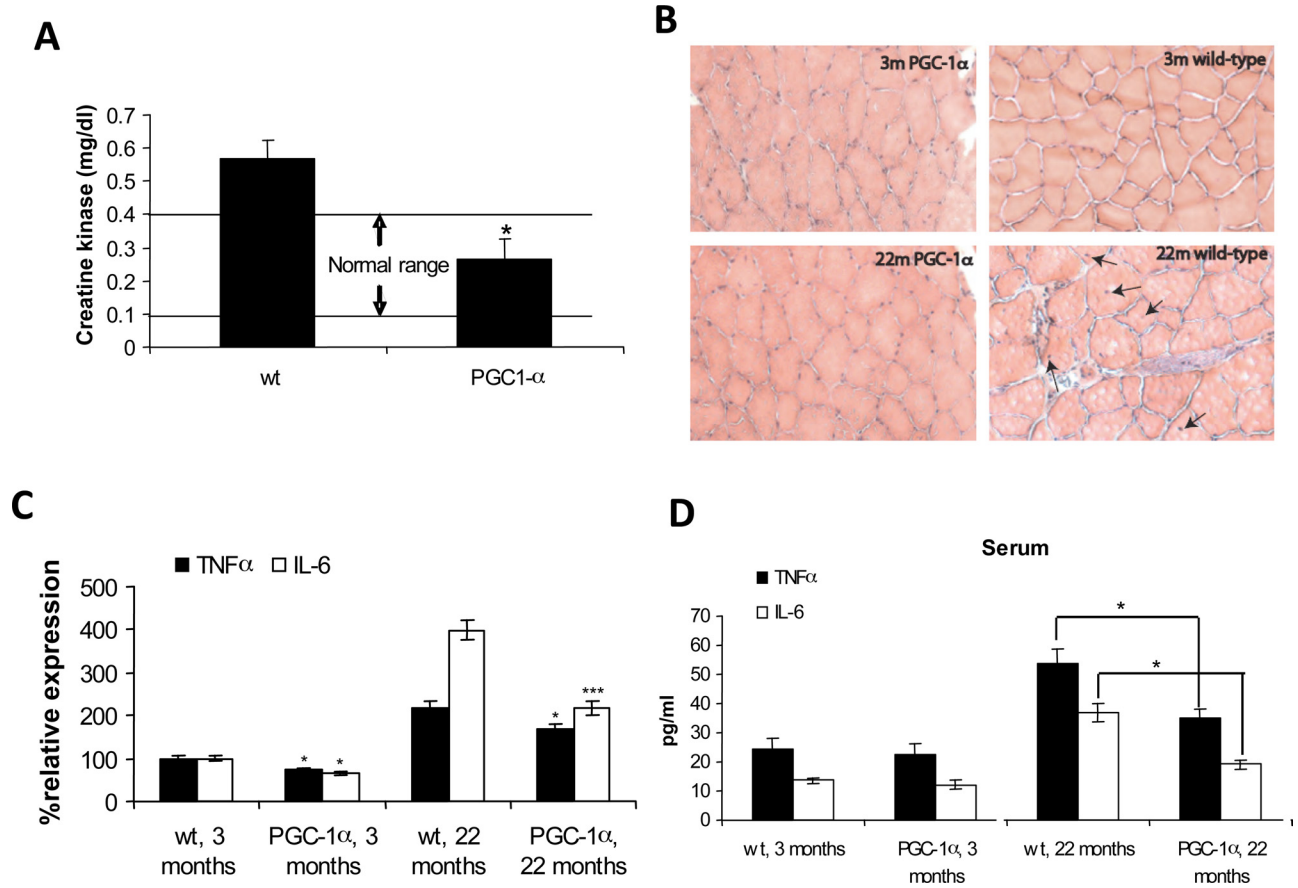 A
Creatine kinase (mg/dl)
0.7
0.6
0.5
0.4
0.3
0.2
0.1
0
Normal range
*
wt
PGC1-α
B
3m PGC-1α
3m wild-type
22m PGC-1α
22m wild-type
C
TNFα IL-6
%relative expression
500
400
300
200
100
0
* *
* ***
wt, 3 months
PGC-1α, 3 months
wt, 22 months
PGC-1α, 22 months
D
Serum
TNFα
IL-6
pg/ml
70
60
50
40
30
20
10
0
*
*
wt, 3 months
PGC-1α, 3 months
wt, 22 months
PGC-1α, 22 months